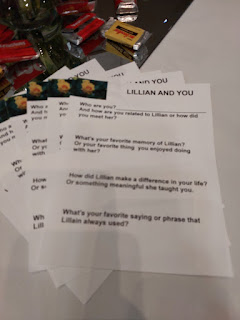 LILLIAN AND YOU
Who are you?
And how are you related to Lillian or how did
you meet her?
What's your favorite memory of Lillian?
Or your favorite thing you enjoyed doing
with her?
How did Lillian make a difference in your life?
Or something meaningful she taught you.
What's your favorite saying or phrase that
Lillain always used?
AND YOU
Who a
And h
you m
Wh
Or y
with
How
Or s
Wh
Lill